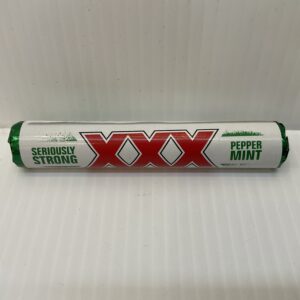 SERIOUSLY
STRONG
XXX
PEPPER
MINT